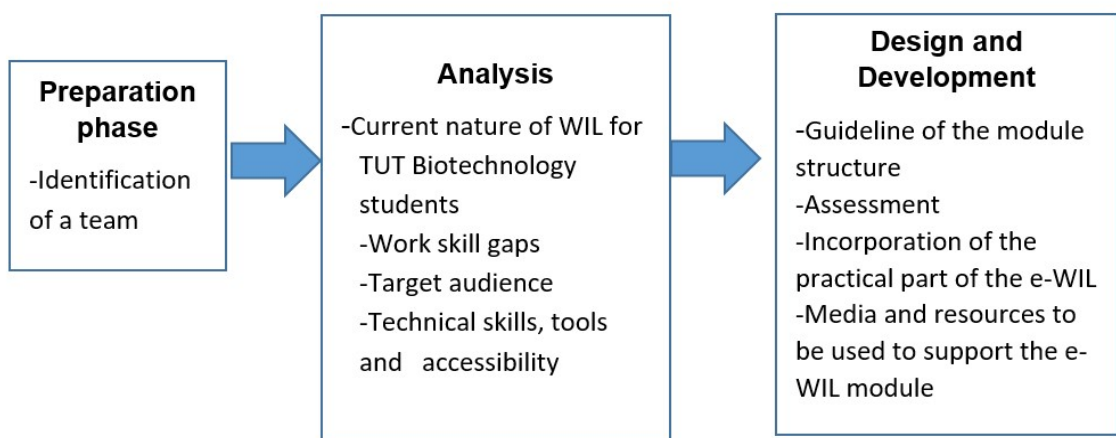 Preparation
phase
-Identification
of a team
Analysis
-Current nature of WIL for
TUT Biotechnology
students
-Work skill gaps
-Target audience
-Technical skills, tools
and accessibility
Design and
Development
-Guideline of the module
structure
-Assessment
-Incorporation of the
practical part of the e-WIL
-Media and resources to
be used to support the e-
WIL module